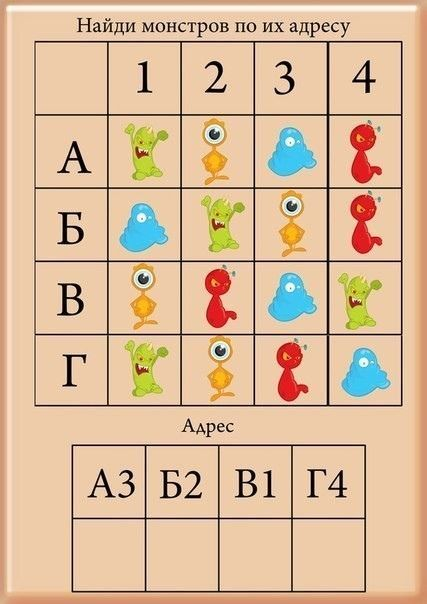 Найди монстров по их адресу
1 2 3 4
А
Б
В
Г
Адрес
А3 Б2 В1 Г4